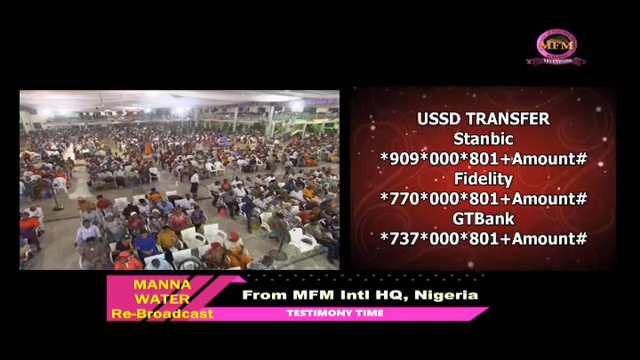 MFM
TELEVISION
USSD TRANSFER
Stanbic
*909*000*801+Amount#
Fidelity
*770*000*801+Amount#
GTBank
*737*000*801+Amount#
MANNA
WATER
Re-Broadcast
From MFM Intl HQ, Nigeria
TESTIMONY TIME